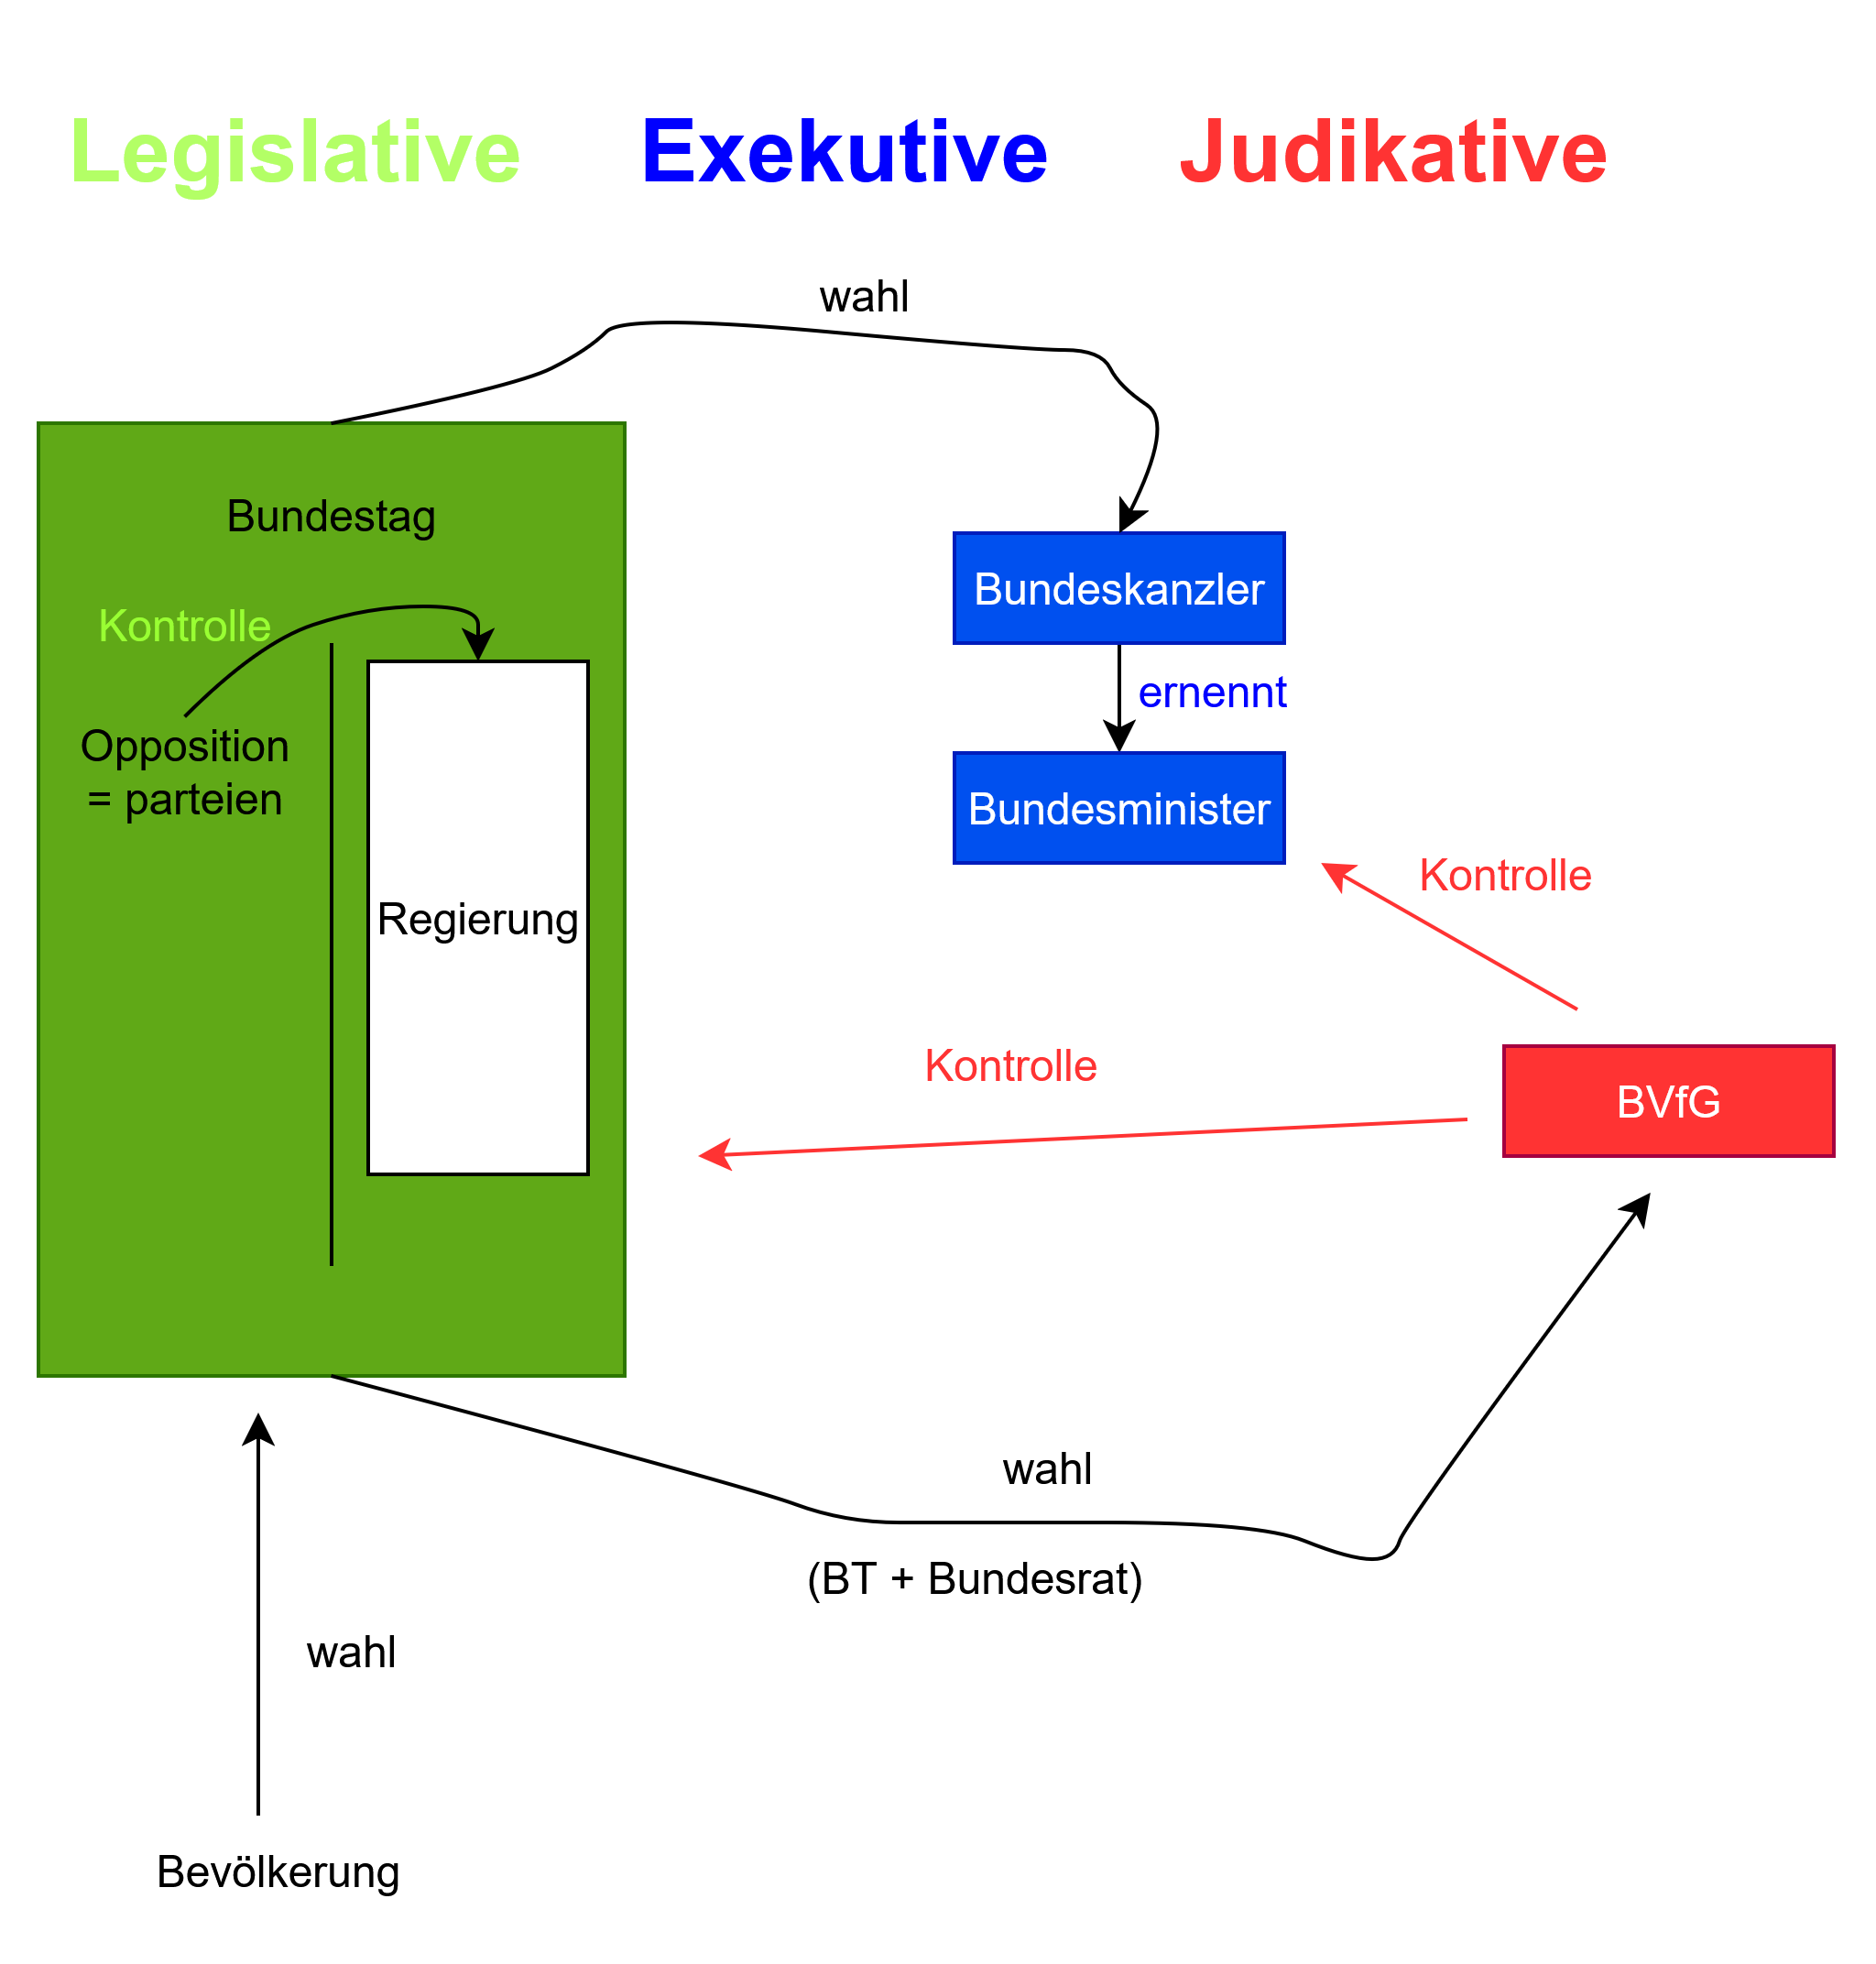 Legislative
Exekutive
Judikative
wahl
Bundestag
Kontrolle
Opposition
= parteien
Regierung
Bundeskanzler
ernennt
Bundesminister
Kontrolle
Kontrolle
BVfG
wahl
(BT + Bundesrat)
wahl
Bevölkerung